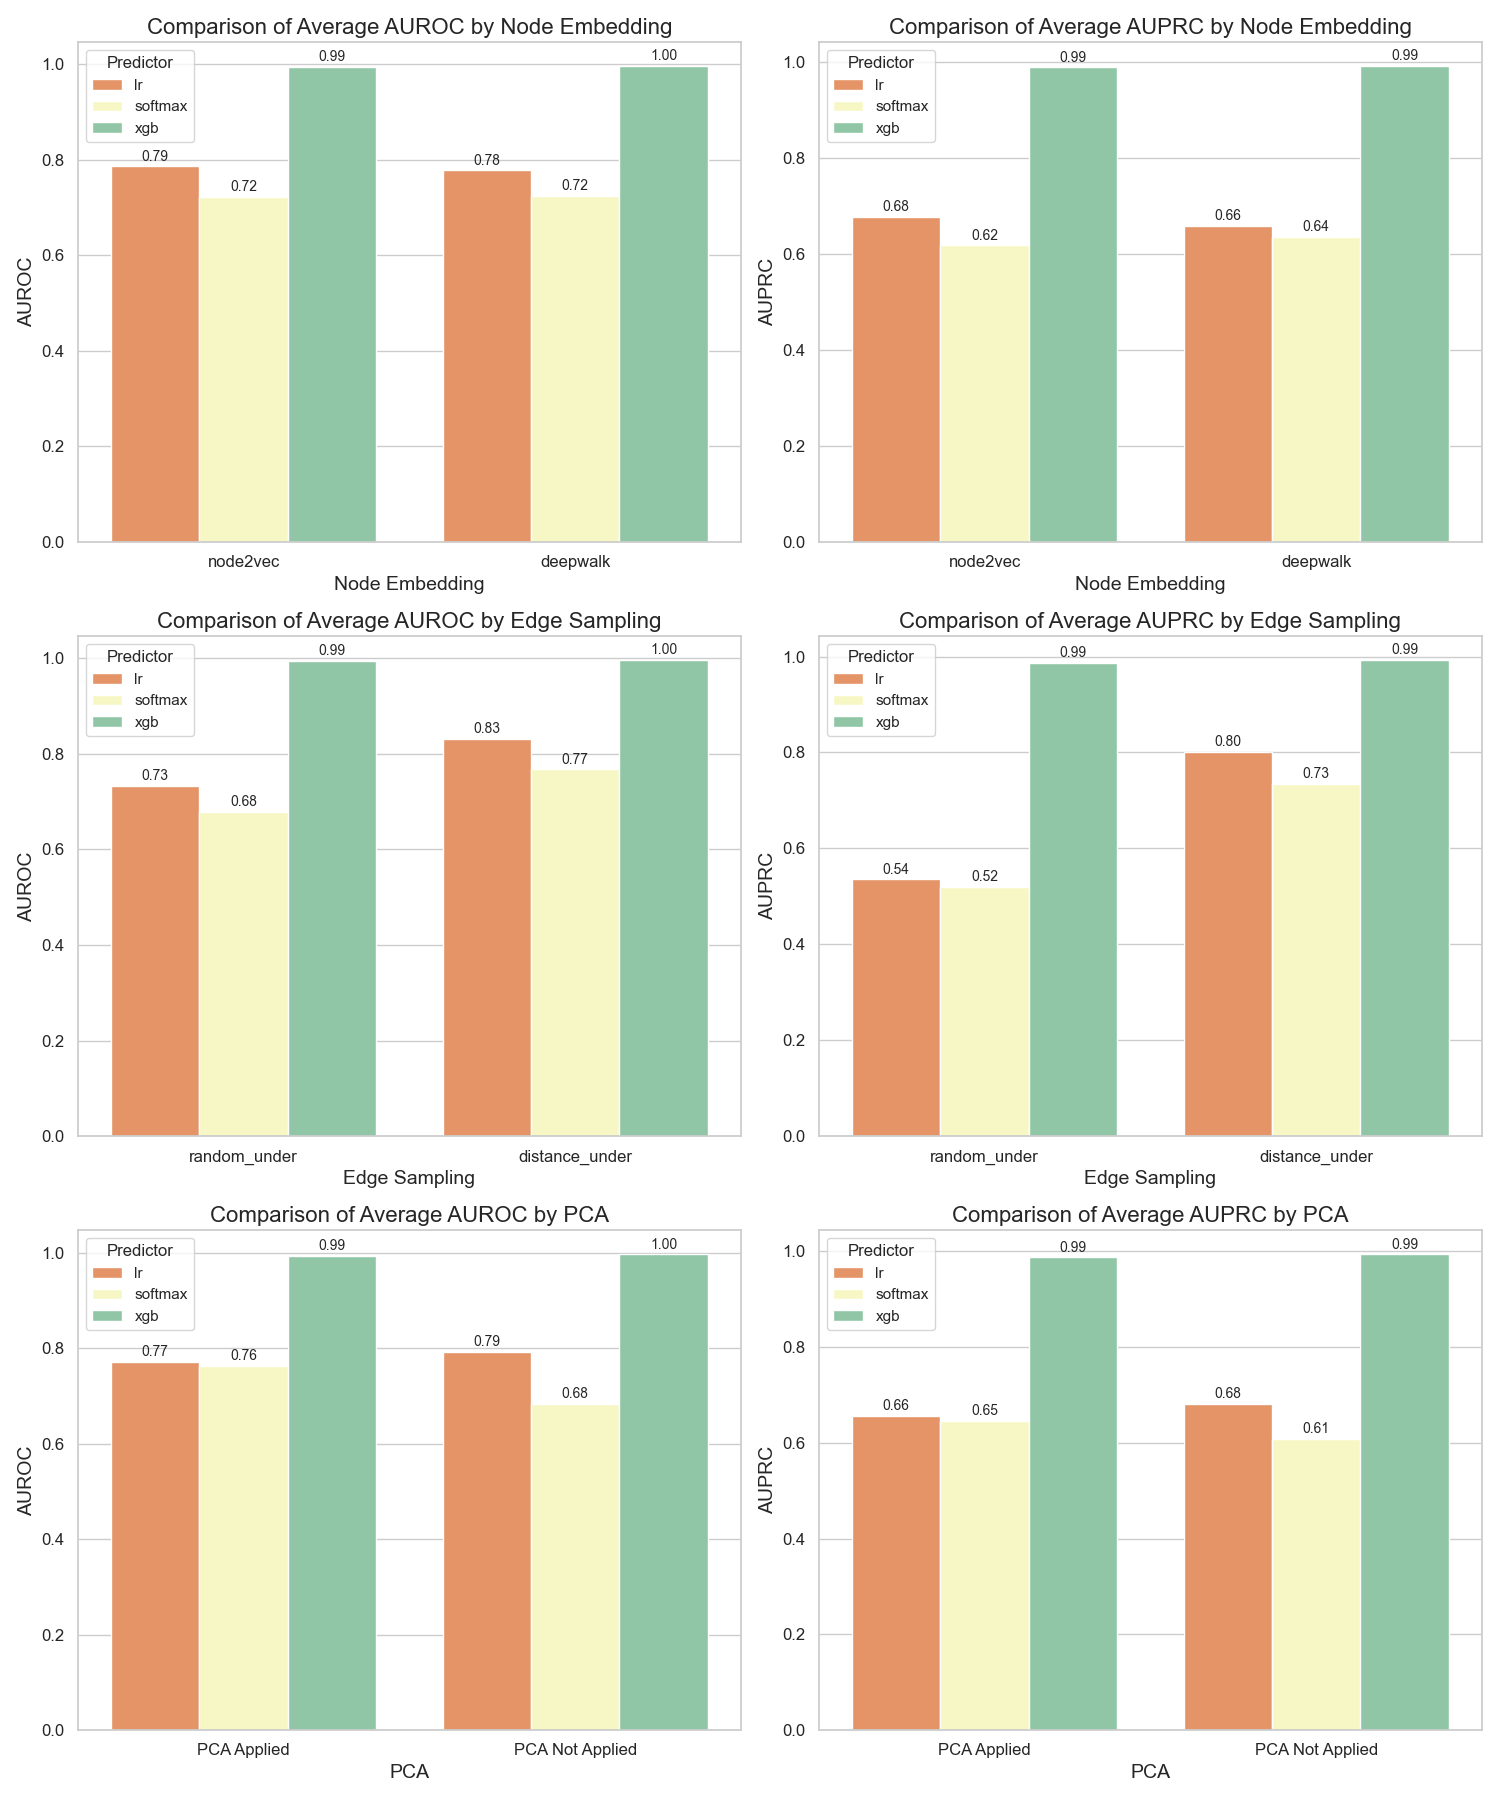 Comparison of Average AUROC by Node Embedding
Predictor
lr
softmax
xgb
0.79
0.72
0.99
0.78
0.72
1.00
1.0
0.8
0.6
0.4
0.2
0.0
AUROC
node2vec
deepwalk
Node Embedding
Comparison of Average AUPRC by Node Embedding
Predictor
lr
softmax
xgb
0.68
0.62
0.99
0.66
0.64
0.99
1.0
0.8
0.6
0.4
0.2
0.0
AUPRC
node2vec
deepwalk
Node Embedding
Comparison of Average AUROC by Edge Sampling
Predictor
lr
softmax
xgb
0.73
0.68
0.99
0.83
0.77
1.00
1.0
0.8
0.6
0.4
0.2
0.0
AUROC
random_under
distance_under
Edge Sampling
Comparison of Average AUPRC by Edge Sampling
Predictor
lr
softmax
xgb
0.54
0.52
0.99
0.80
0.73
0.99
1.0
0.8
0.6
0.4
0.2
0.0
AUPRC
random_under
distance_under
Edge Sampling
Comparison of Average AUROC by PCA
Predictor
lr
softmax
xgb
0.77
0.76
0.99
0.79
0.68
1.00
1.0
0.8
0.6
0.4
0.2
0.0
AUROC
PCA Applied
PCA Not Applied
PCA
Comparison of Average AUPRC by PCA
Predictor
lr
softmax
xgb
0.66
0.65
0.99
0.68
0.61
0.99
1.0
0.8
0.6
0.4
0.2
0.0
AUPRC
PCA Applied
PCA Not Applied
PCA